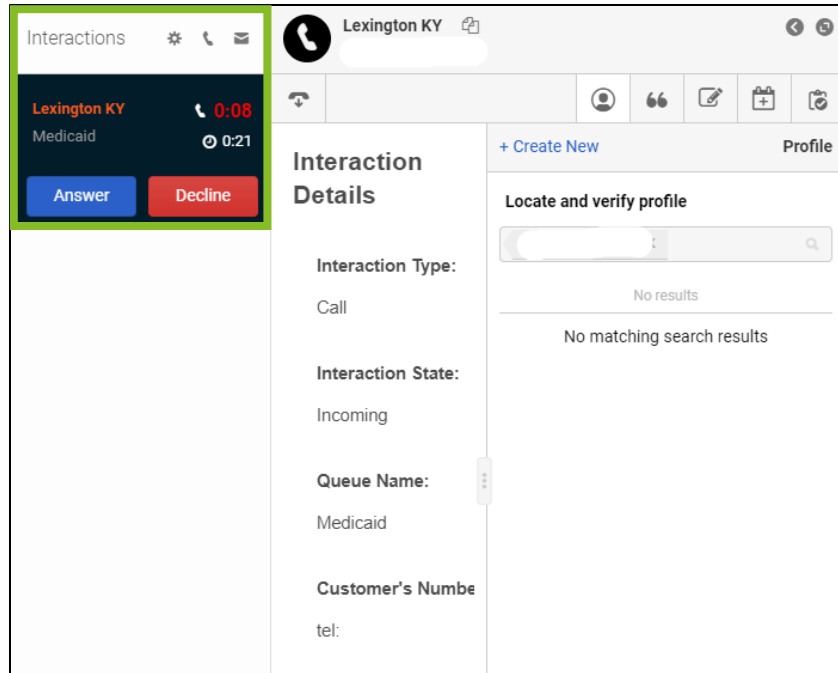 Interactions
Lexington KY
0:08
Medicaid
0:21
Answer
Decline
Lexington KY
Interaction
Details
Interaction Type:
Call
Interaction State:
Incoming
Queue Name:
Medicaid
Customer's Numbe
tel:
+ Create New
Profile
Locate and verify profile
No results
No matching search results